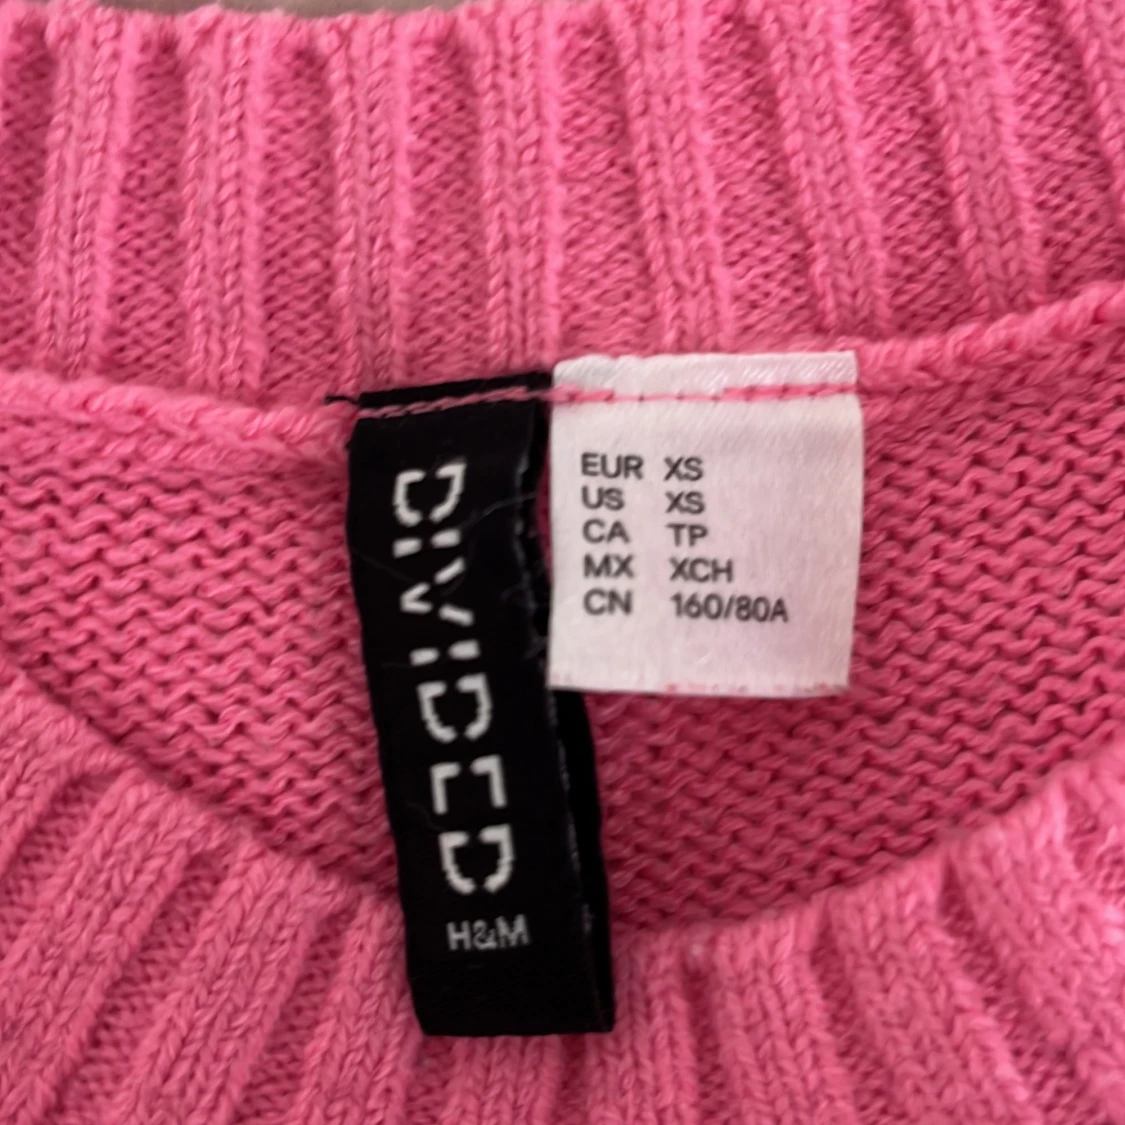 DIVIDED
H&M
EUR XS
US XS
CA TP
MX XCH
CN 160/80A